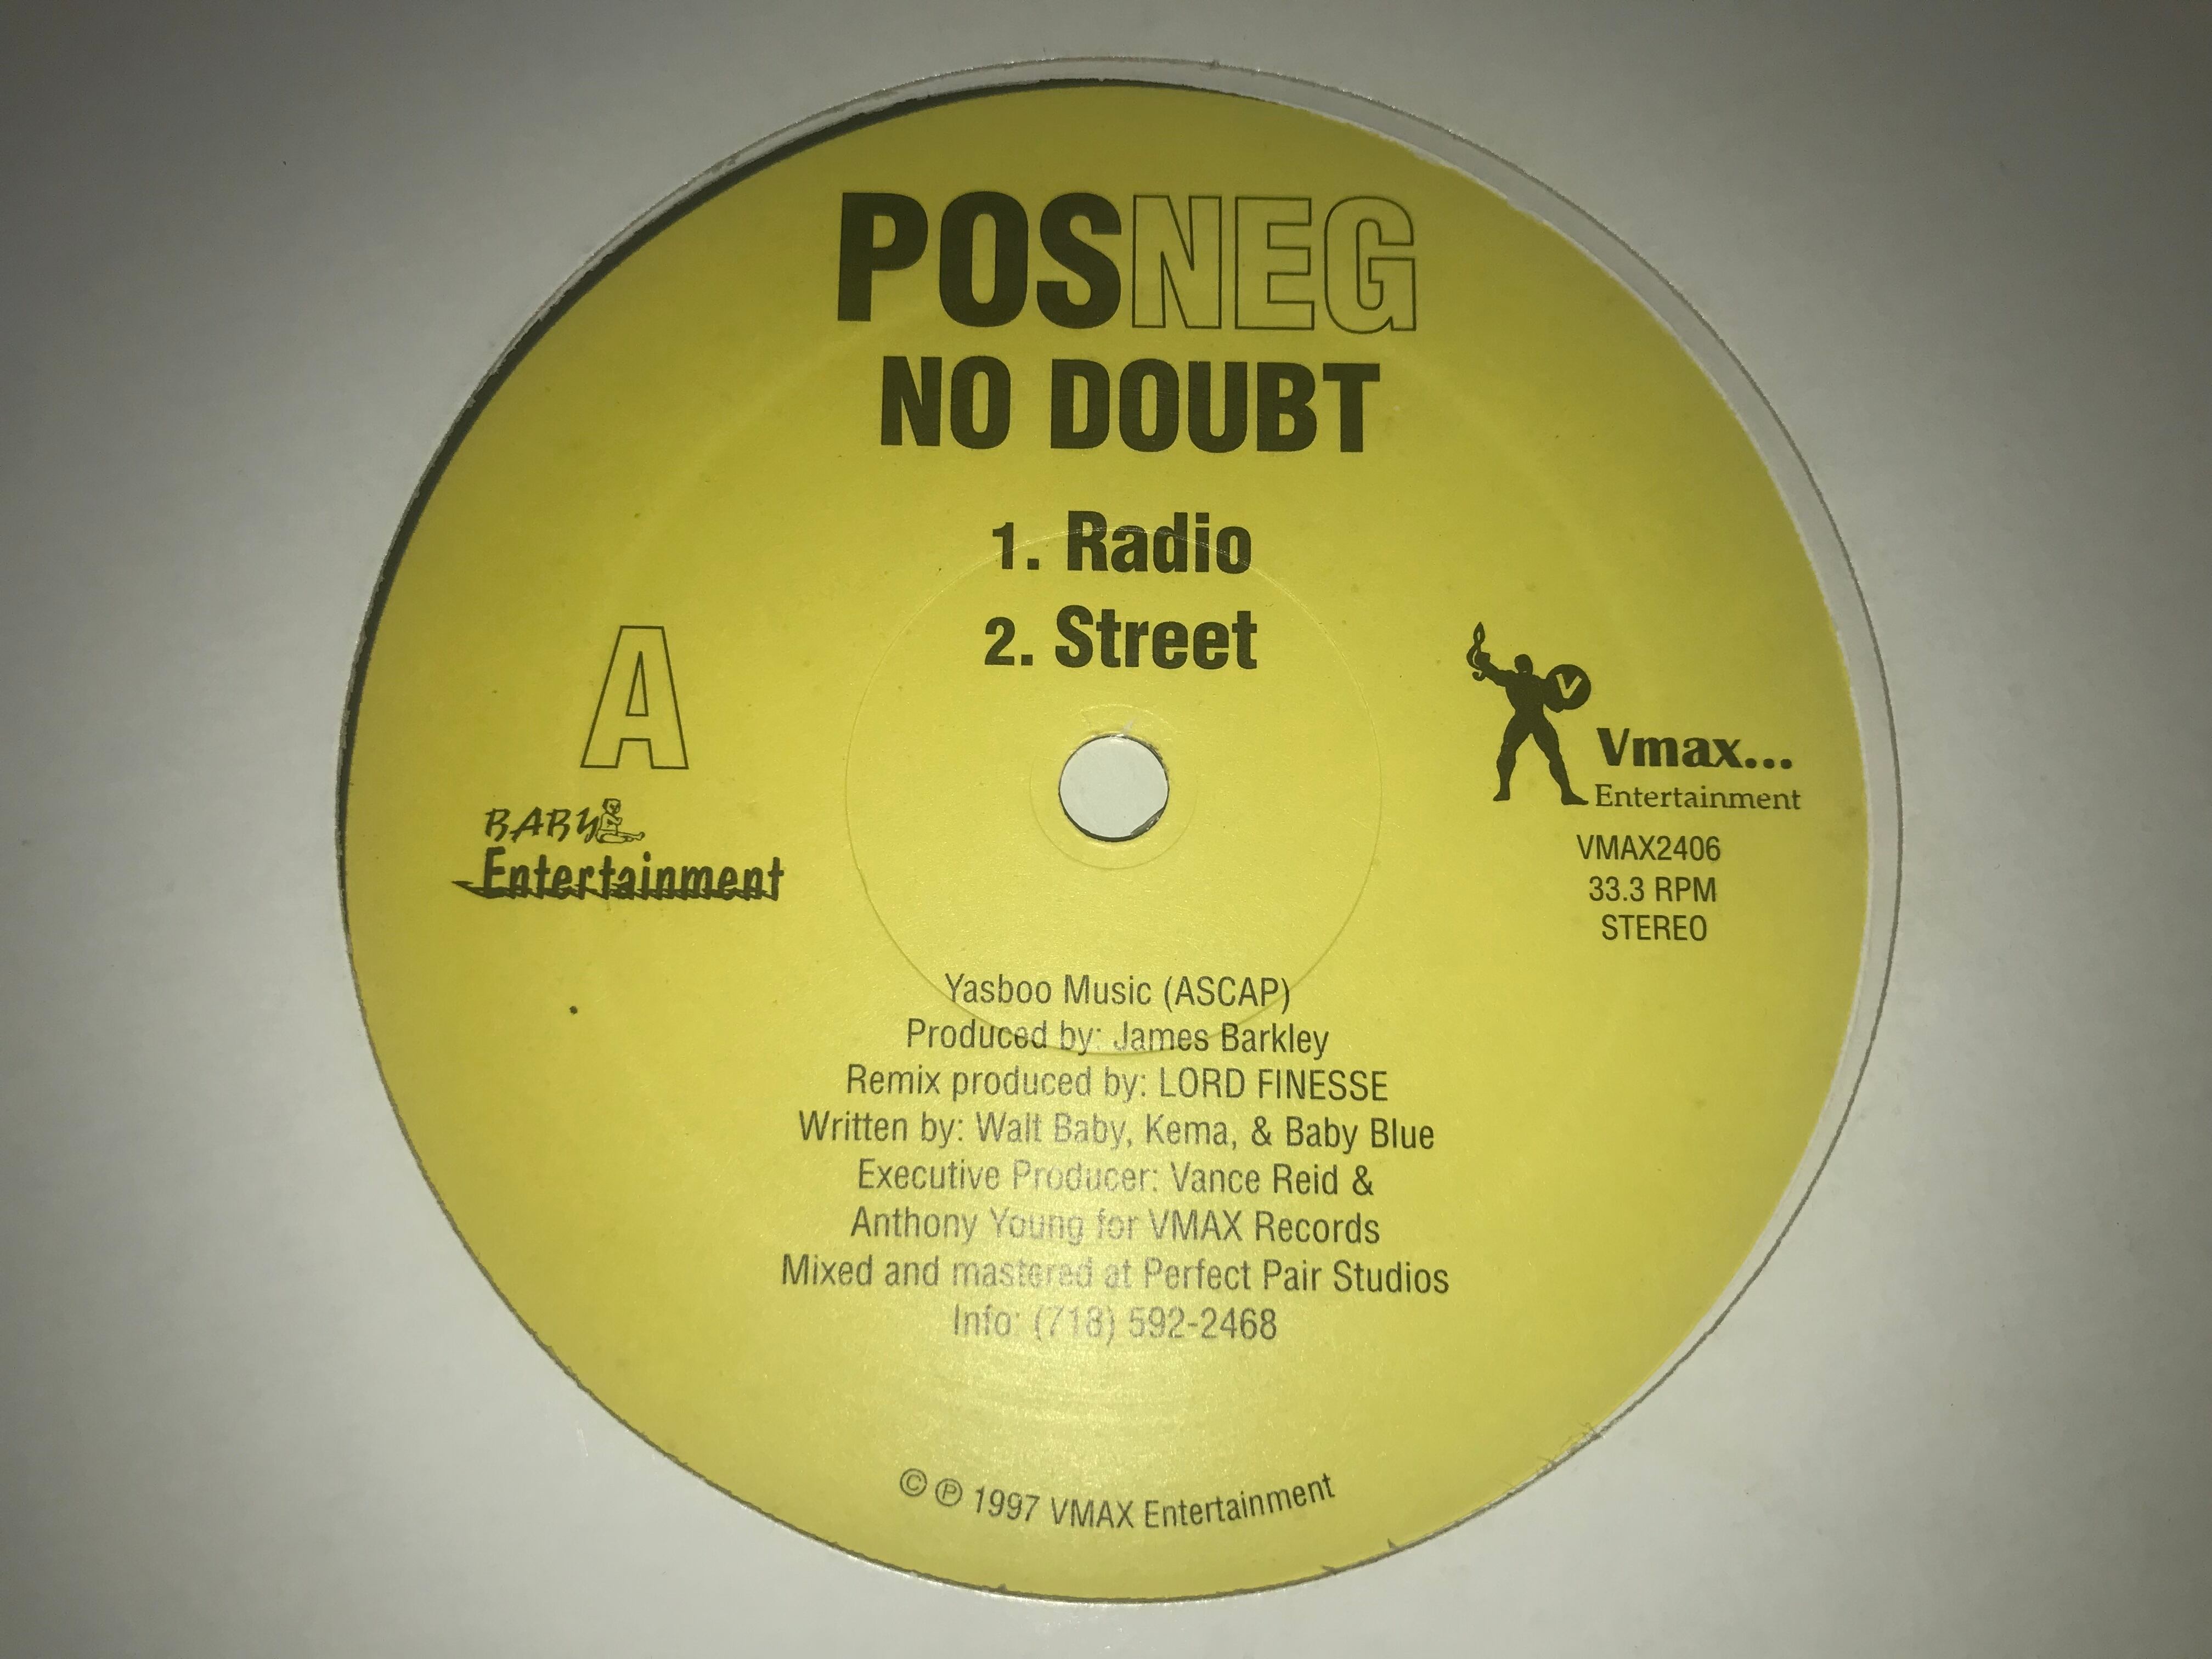 POSNEG
NO DOUBT
1. Radio
2. Street
A
BABY
Entertainment
V
Vmax...
Entertainment
VMAX2406
33.3 RPM
STEREO
Yasboo Music (ASCAP)
Produced by: James Barkley
Remix produced by: LORD FINESSE
Written by: Walt Baby, Kema, & Baby Blue
Executive Producer: Vance Reid &
Anthony Young for VMAX Records
Mixed and mastered at Perfect Pair Studios
Info: (718) 592-2468
© ℗ 1997 VMAX Entertainment